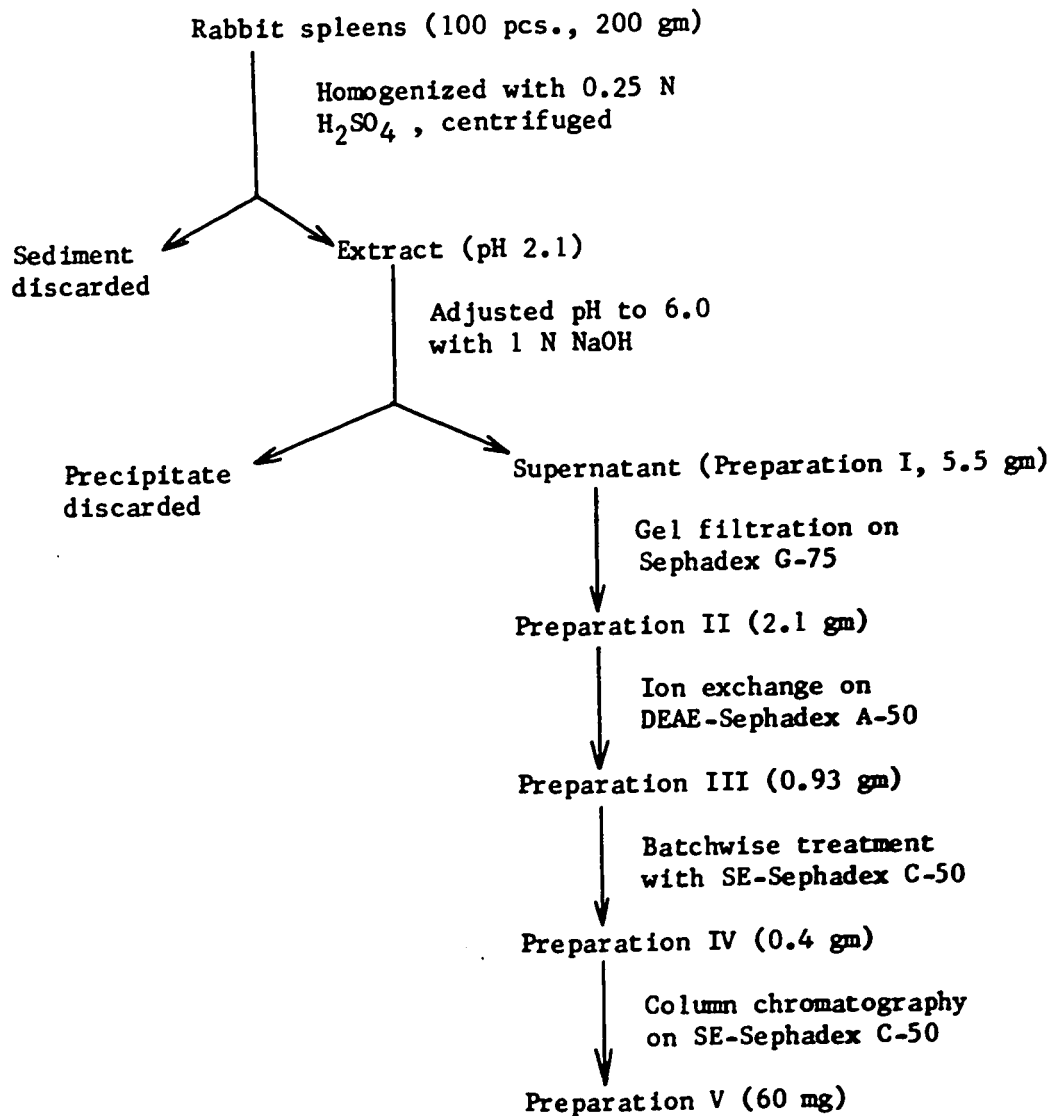 Rabbit spleens (100 pcs., 200 gm)
Homogenized with 0.25 N
H2SO4 , centrifuged
Sediment
discarded
Extract (pH 2.1)
Adjusted pH to 6.0
with 1 N NaOH
Precipitate
discarded
Supernatant (Preparation I, 5.5 gm)
Gel filtration on
Sephadex G-75
Preparation II (2.1 gm)
Ion exchange on
DEAE-Sephadex A-50
Preparation III (0.93 gm)
Batchwise treatment
with SE-Sephadex C-50
Preparation IV (0.4 gm)
Column chromatography
on SE-Sephadex C-50
Preparation V (60 mg)